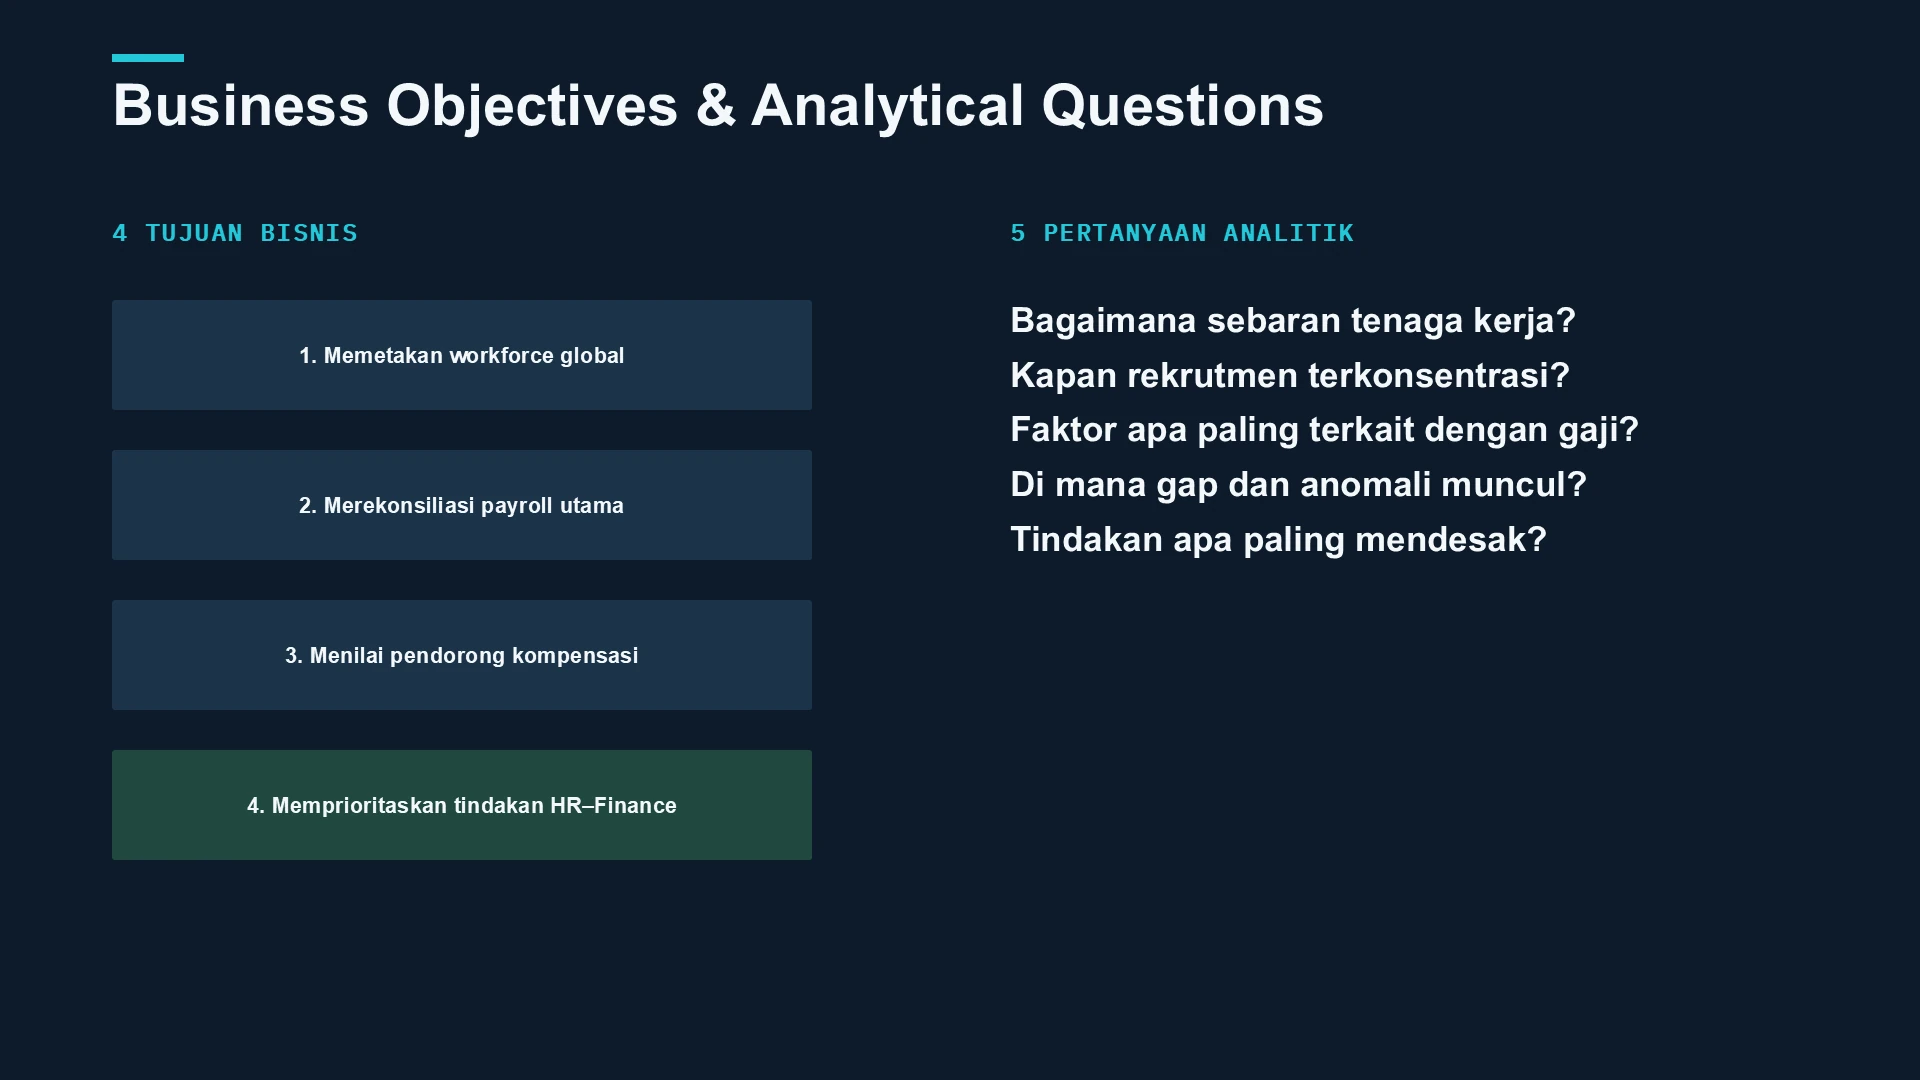 Business Objectives & Analytical Questions
4 TUJUAN BISNIS
1. Memetakan workforce global
2. Merekonsiliasi payroll utama
3. Menilai pendorong kompensasi
4. Memprioritaskan tindakan HR–Finance
5 PERTANYAAN ANALITIK
Bagaimana sebaran tenaga kerja?
Kapan rekrutmen terkonsentrasi?
Faktor apa paling terkait dengan gaji?
Di mana gap dan anomali muncul?
Tindakan apa paling mendesak?